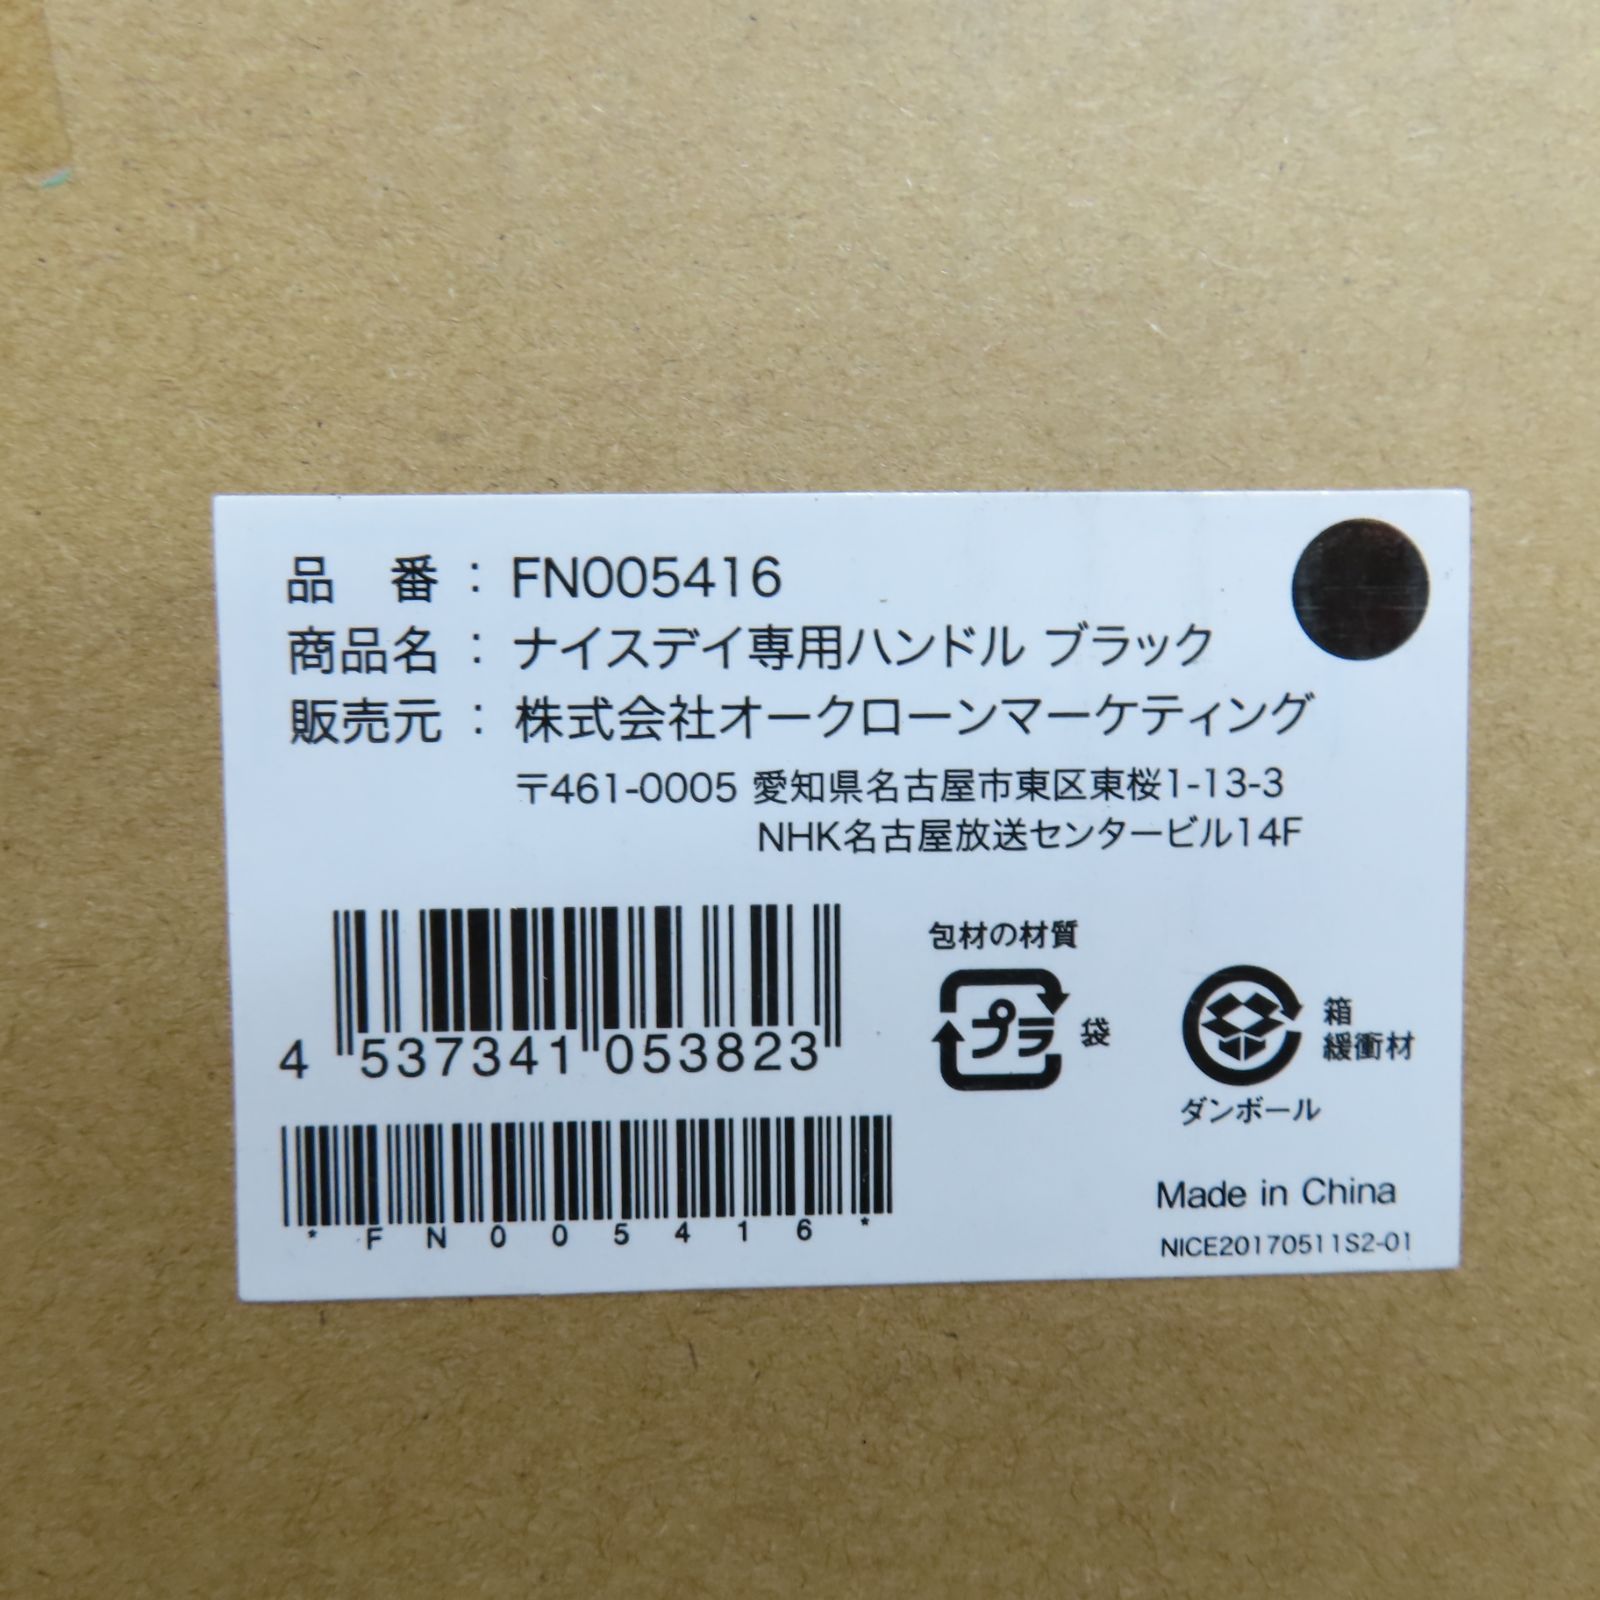 品　番 : FN005416
商品名 : ナイスデイ専用ハンドル ブラック
販売元 : 株式会社オークローンマーケティング
〒461-0005 愛知県名古屋市東区東桜1-13-3
NHK名古屋放送センタービル14F
4 537341 053823
*FN005416*
包材の材質
プラ 袋
箱
緩衝材
ダンボール
Made in China
NICE20170511S2-01